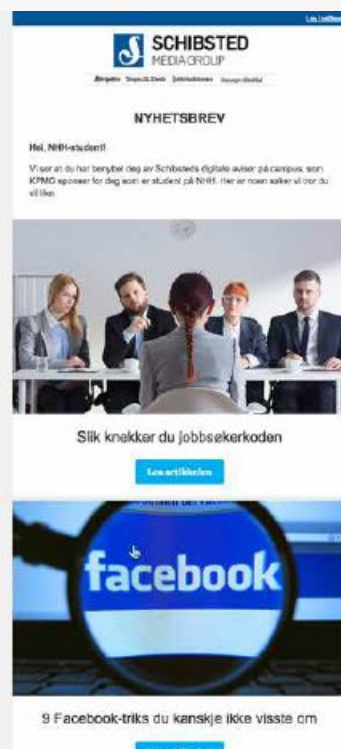 SCHIBSTED
MEDIA GROUP
NYHETSBREV
Hei, NHH-student!
Vi ser at du har benyttet deg av Schibsteds digitale aviser på campus, som
KPMG sponser for deg som er student på NHH. Her er noen saker vi tror du
vil like.
Slik knekker du jobbsøkerkoden
Les artikkelen
facebook
9 Facebook-triks du kanskje ikke visste om